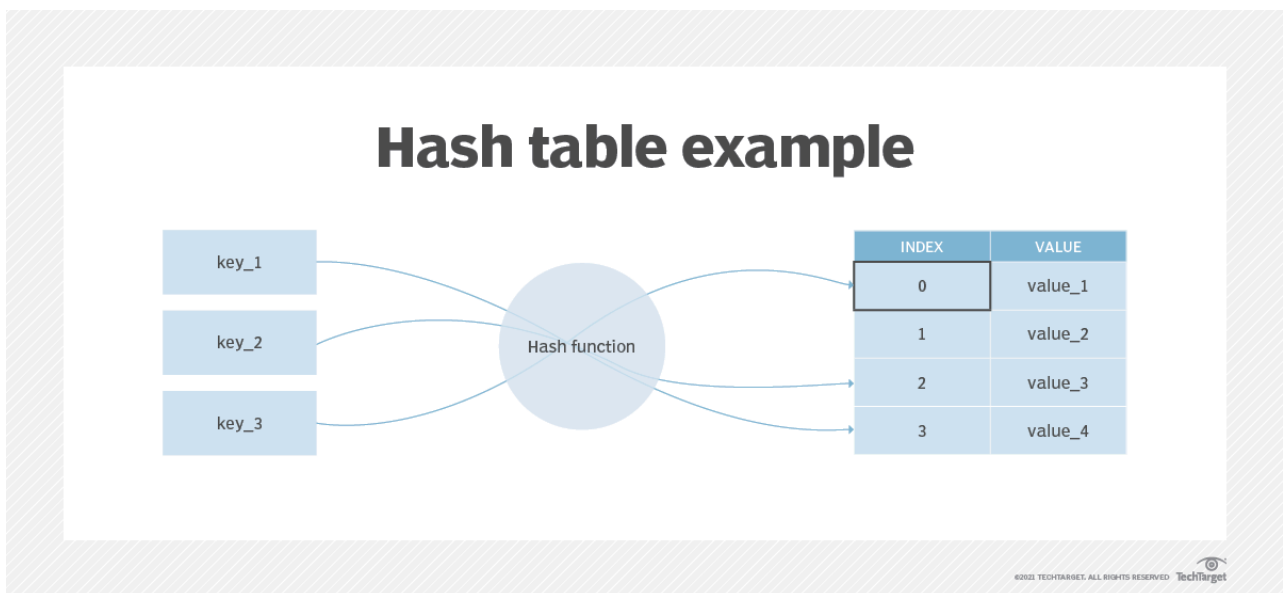 Hash table example
key_1
key_2
key_3
Hash function
INDEX VALUE
0 value_1
1 value_2
2 value_3
3 value_4
©2021 TECHTARGET. ALL RIGHTS RESERVED TechTarget